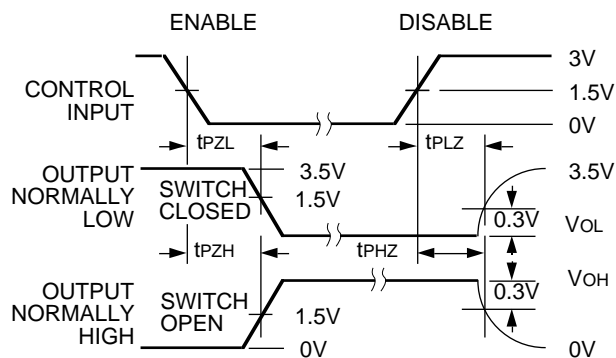 ENABLE DISABLE
3V
CONTROL INPUT
1.5V
0V
tPZL tPLZ
OUTPUT NORMALLY LOW
SWITCH CLOSED
3.5V
1.5V
3.5V
0.3V
VOL
tPZH tPHZ
OUTPUT NORMALLY HIGH
SWITCH OPEN
1.5V
0V
VOH
0.3V
0V